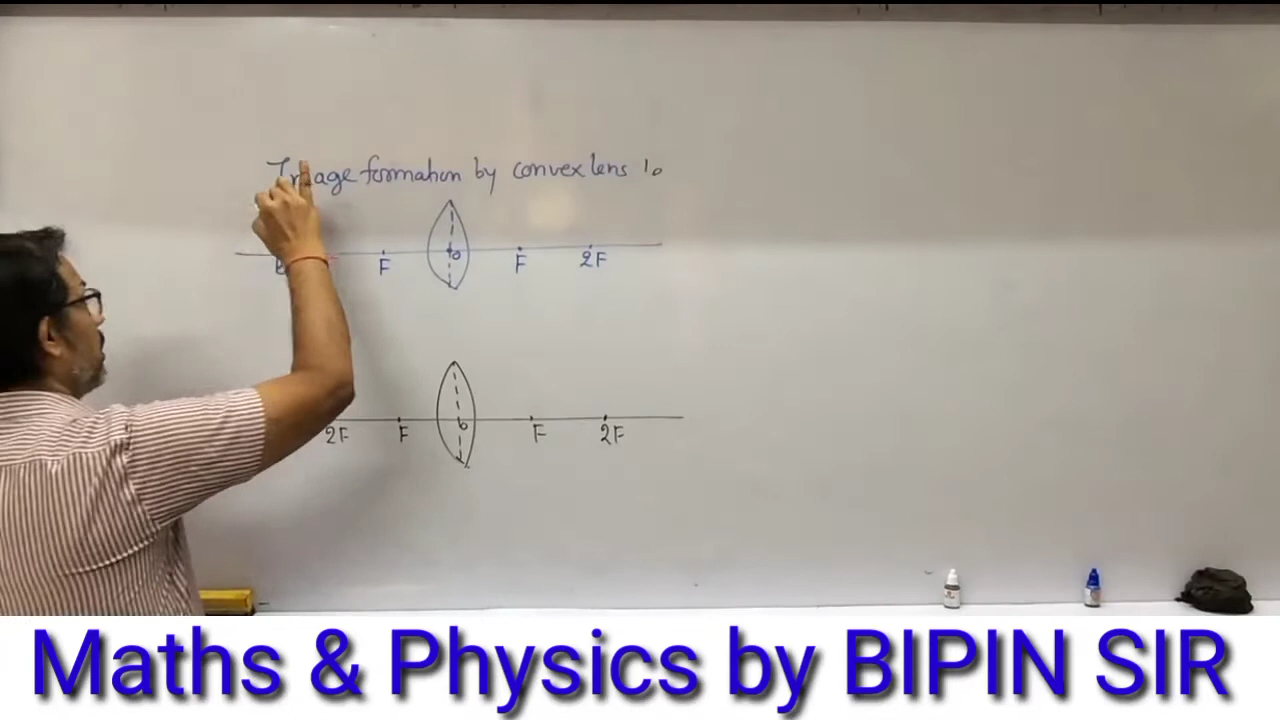 Image formation by convex lens
F O F 2F
2F F O F 2F
Maths & Physics by BIPIN SIR